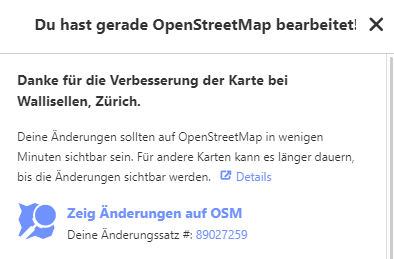 Du hast gerade OpenStreetMap bearbeitet!
Danke für die Verbesserung der Karte bei
Wallisellen, Zürich.
Deine Änderungen sollten auf OpenStreetMap in wenigen
Minuten sichtbar sein. Für andere Karten kann es länger dauern,
bis die Änderungen sichtbar werden. Details
Zeig Änderungen auf OSM
Deine Änderungssatz #: 89027259